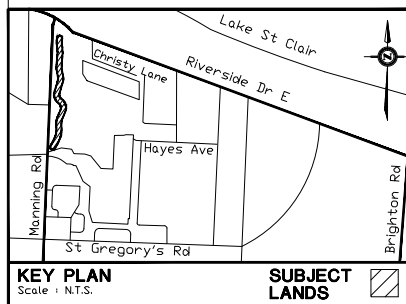 Lake St Clair
Christy Lane
Riverside Dr E
N
Hayes Ave
Manning Rd
Brighton Rd
St Gregory's Rd
KEY PLAN
Scale : N.T.S.
SUBJECT
LANDS